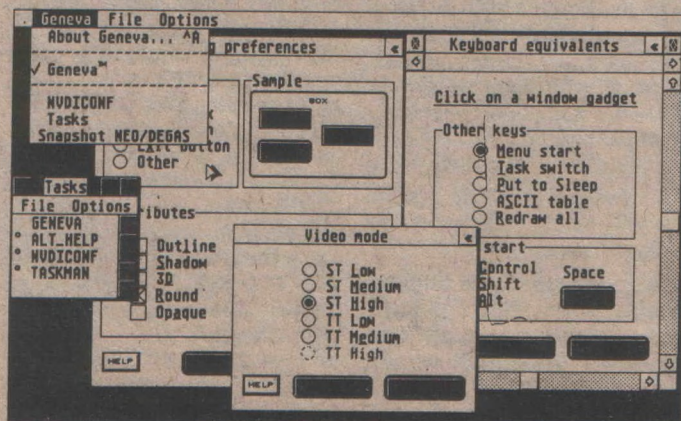 Geneva File Options
About Geneva... ^A
√ Geneva™
NVDICONF
Tasks
Snapshot NEO/DEGAS
g preferences
Sample
BOX
Exit button
Other
Tasks
File Options
GENEVA
ALT_HELP
NVDICONF
TASKMAN
ributes
Outline
Shadow
3D
Round
Opaque
HELP
Keyboard equivalents
Click on a window gadget
Other keys
Menu start
Task switch
Put to Sleep
ASCII table
Redraw all
start
Control
Shift
Alt
Space
Video mode
ST Low
ST Medium
ST High
TT Low
TT Medium
TT High
HELP